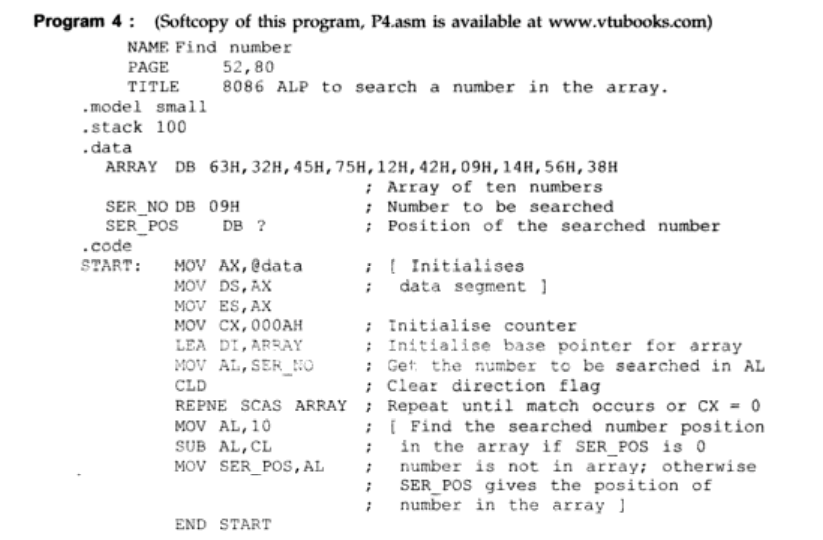 Program 4 : (Softcopy of this program, P4.asm is available at www.vtubooks.com)
NAME Find number
PAGE 52,80
TITLE 8086 ALP to search a number in the array.
.model small
.stack 100
.data
ARRAY DB 63H,32H,45H,75H,12H,42H,09H,14H,56H,38H
; Array of ten numbers
SER_NO DB 09H ; Number to be searched
SER_POS DB ? ; Position of the searched number
.code
START: MOV AX,@data ; [ Initialises
MOV DS,AX ; data segment ]
MOV ES,AX
MOV CX,000AH ; Initialise counter
LEA DI,ARRAY ; Initialise base pointer for array
MOV AL,SER_NO ; Get the number to be searched in AL
CLD ; Clear direction flag
REPNE SCAS ARRAY ; Repeat until match occurs or CX = 0
MOV AL,10 ; [ Find the searched number position
SUB AL,CL ; in the array if SER_POS is 0
MOV SER_POS,AL ; number is not in array; otherwise
; SER_POS gives the position of
; number in the array ]
END START